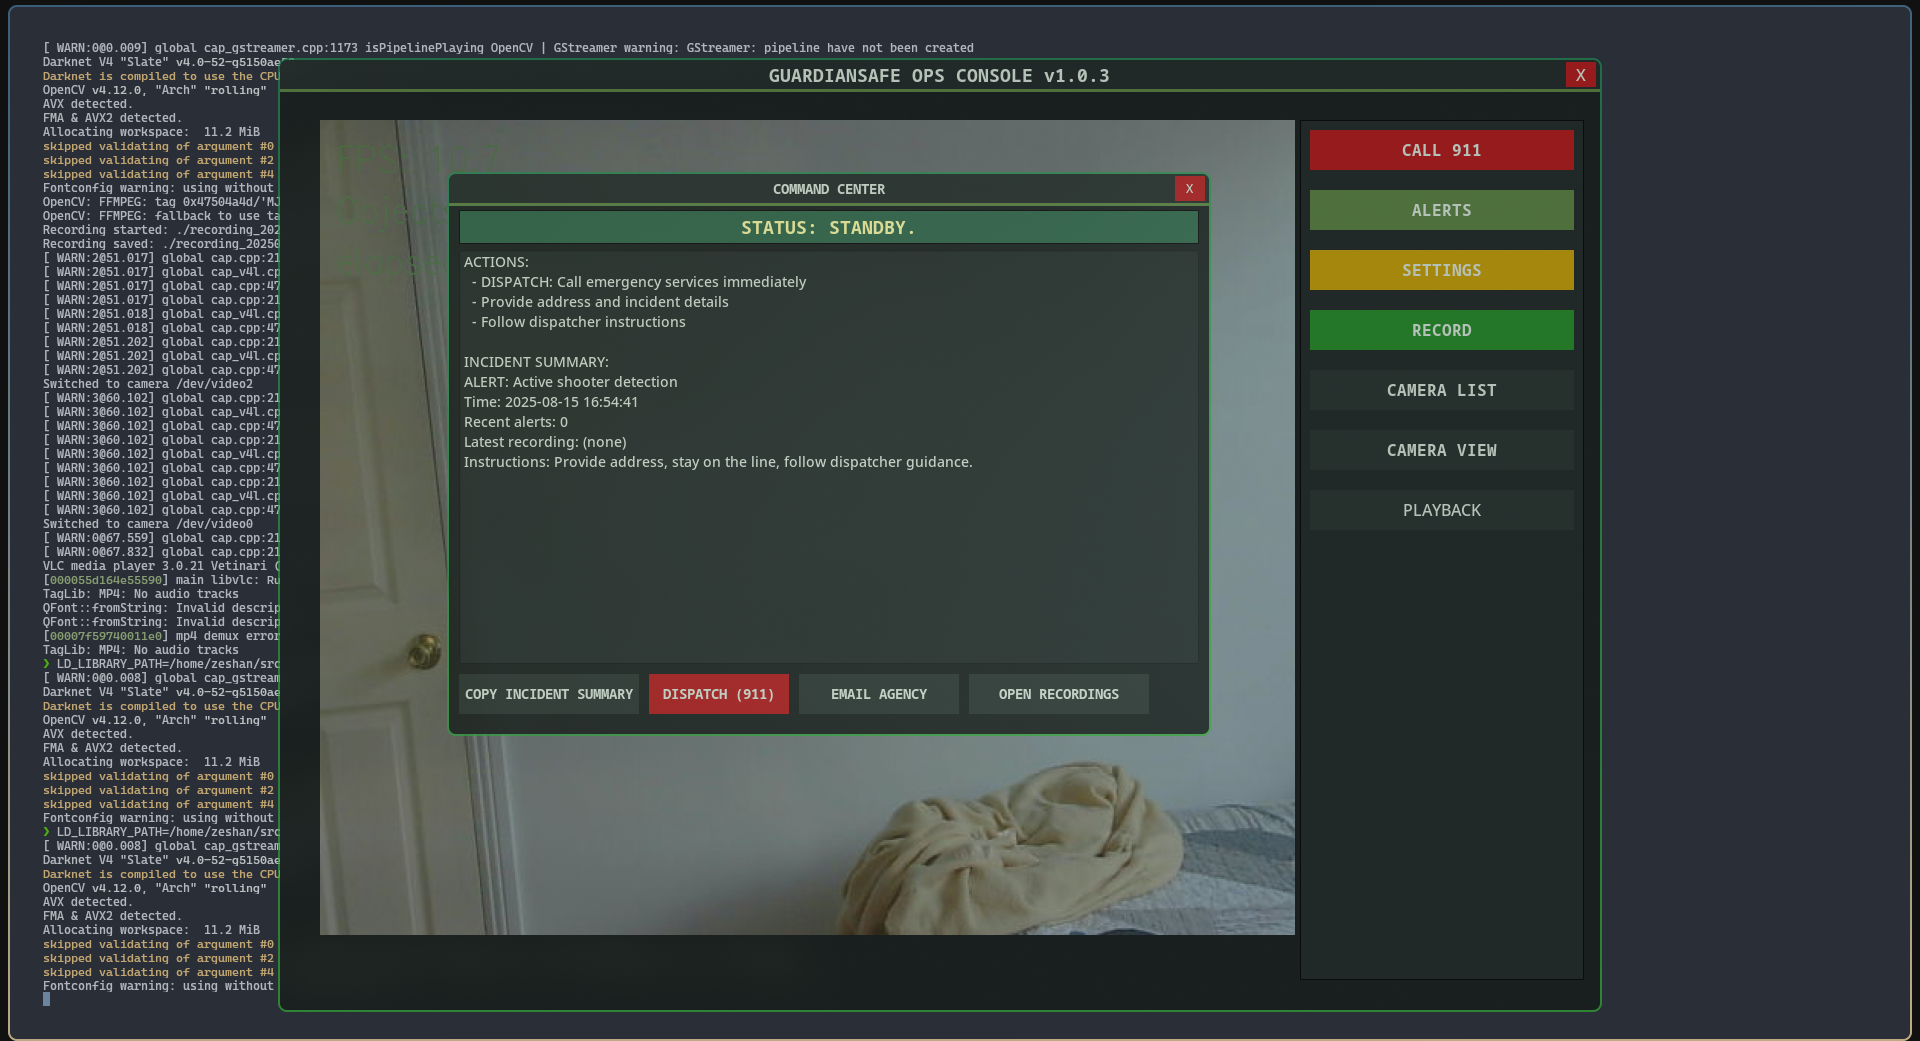 [ WARN:0@0.009] global cap_gstreamer.cpp:1173 isPipelinePlaying OpenCV | GStreamer warning: GStreamer: pipeline have not been created
Darknet V4 "Slate" v4.0-52-g5150ae
Darknet is compiled to use the CPU
OpenCV v4.12.0, "Arch" "rolling"
AVX detected.
FMA & AVX2 detected.
Allocating workspace:  11.2 MiB
skipped validating of argument #0
skipped validating of argument #2
skipped validating of argument #4
Fontconfig warning: using without
OpenCV: FFMPEG: tag 0x47504a4d/'MJ
OpenCV: FFMPEG: fallback to use ta
Recording started: ./recording_202
Recording saved: ./recording_20250
[ WARN:2@51.017] global cap.cpp:21
[ WARN:2@51.017] global cap_v4l.cp
[ WARN:2@51.017] global cap.cpp:47
[ WARN:2@51.017] global cap.cpp:21
[ WARN:2@51.018] global cap_v4l.cp
[ WARN:2@51.018] global cap.cpp:47
[ WARN:2@51.202] global cap.cpp:21
[ WARN:2@51.202] global cap_v4l.cp
[ WARN:2@51.202] global cap.cpp:47
Switched to camera /dev/video2
[ WARN:3@60.102] global cap.cpp:21
[ WARN:3@60.102] global cap_v4l.cp
[ WARN:3@60.102] global cap.cpp:47
[ WARN:3@60.102] global cap.cpp:21
[ WARN:3@60.102] global cap_v4l.cp
[ WARN:3@60.102] global cap.cpp:47
[ WARN:3@60.102] global cap.cpp:21
[ WARN:3@60.102] global cap_v4l.cp
[ WARN:3@60.102] global cap.cpp:47
Switched to camera /dev/video0
[ WARN:0@67.559] global cap.cpp:21
[ WARN:0@67.832] global cap.cpp:21
VLC media player 3.0.21 Vetinari (
[000055d164e55590] main libvlc: Ru
TagLib: MP4: No audio tracks
QFont::fromString: Invalid descrip
QFont::fromString: Invalid descrip
[00007f59740011e0] mp4 demux error
TagLib: MP4: No audio tracks
❯ LD_LIBRARY_PATH=/home/zeshan/src
[ WARN:0@0.008] global cap_gstream
Darknet V4 "Slate" v4.0-52-g5150ae
Darknet is compiled to use the CPU
OpenCV v4.12.0, "Arch" "rolling"
AVX detected.
FMA & AVX2 detected.
Allocating workspace:  11.2 MiB
skipped validating of argument #0
skipped validating of argument #2
skipped validating of argument #4
Fontconfig warning: using without
❯ LD_LIBRARY_PATH=/home/zeshan/src
[ WARN:0@0.008] global cap_gstream
Darknet V4 "Slate" v4.0-52-g5150ae
Darknet is compiled to use the CPU
OpenCV v4.12.0, "Arch" "rolling"
AVX detected.
FMA & AVX2 detected.
Allocating workspace:  11.2 MiB
skipped validating of argument #0
skipped validating of argument #2
skipped validating of argument #4
Fontconfig warning: using without
GUARDIANSAFE OPS CONSOLE v1.0.3
X
COMMAND CENTER
X
STATUS: STANDBY.
ACTIONS:
- DISPATCH: Call emergency services immediately
- Provide address and incident details
- Follow dispatcher instructions
INCIDENT SUMMARY:
ALERT: Active shooter detection
Time: 2025-08-15 16:54:41
Recent alerts: 0
Latest recording: (none)
Instructions: Provide address, stay on the line, follow dispatcher guidance.
COPY INCIDENT SUMMARY
DISPATCH (911)
EMAIL AGENCY
OPEN RECORDINGS
CALL 911
ALERTS
SETTINGS
RECORD
CAMERA LIST
CAMERA VIEW
PLAYBACK